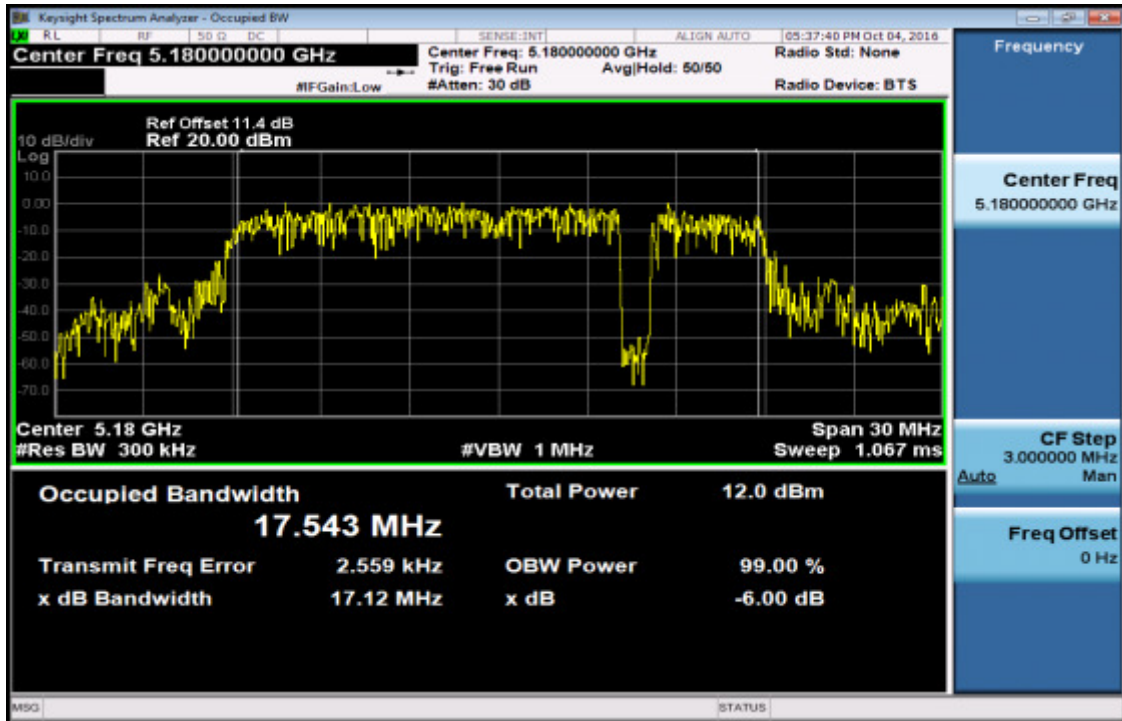 Keysight Spectrum Analyzer - Occupied BW
LXI RL RF 50 Ω DC SENSE:INT ALIGN AUTO 05:37:40 PM Oct 04, 2016
Center Freq 5.180000000 GHz
Center Freq: 5.180000000 GHz
Radio Std: None
Trig: Free Run Avg|Hold: 50/50
#IFGain:Low
#Atten: 30 dB
Radio Device: BTS
Ref Offset 11.4 dB
10 dB/div Ref 20.00 dBm
Log
10.0
0.00
-10.0
-20.0
-30.0
-40.0
-50.0
-60.0
-70.0
Center 5.18 GHz
Span 30 MHz
#Res BW 300 kHz
#VBW 1 MHz
Sweep 1.067 ms
Occupied Bandwidth
Total Power 12.0 dBm
17.543 MHz
Transmit Freq Error 2.559 kHz
OBW Power 99.00 %
x dB Bandwidth 17.12 MHz
x dB -6.00 dB
MSG
STATUS
Frequency
Center Freq
5.180000000 GHz
CF Step
3.000000 MHz
Auto Man
Freq Offset
0 Hz